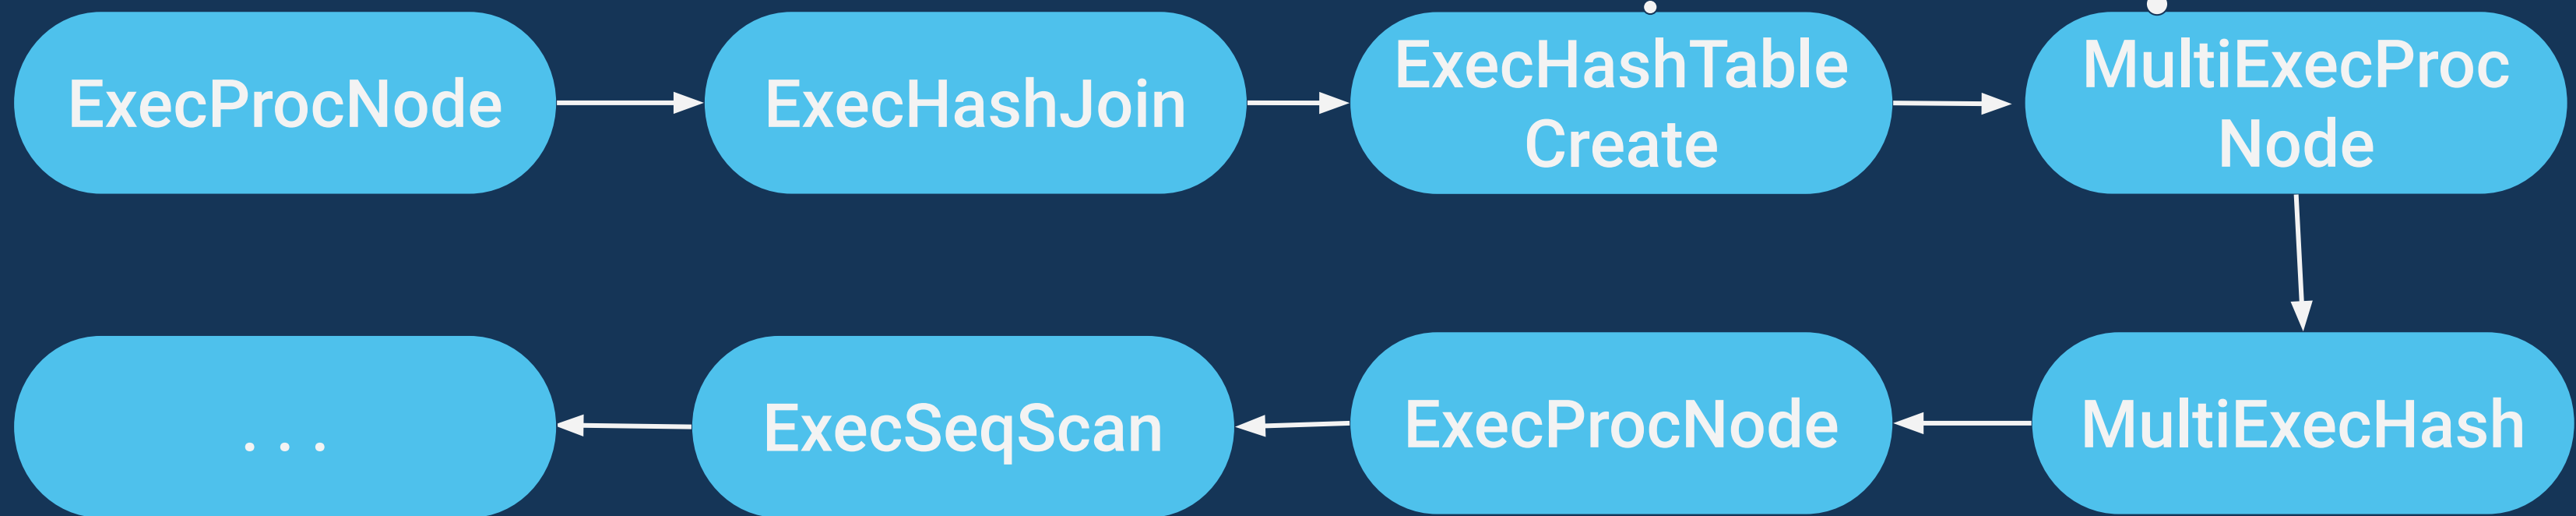 ExecProcNode
ExecHashJoin
ExecHashTable
Create
MultiExecProc
Node
MultiExecHash
ExecProcNode
ExecSeqScan
. . .